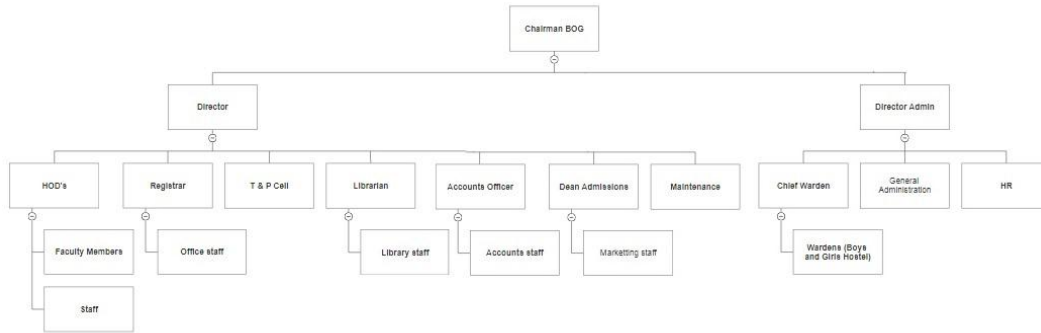 Chairman BOG
Director
Director Admin
HOD's
Registrar
T & P Cell
Librarian
Accounts Officer
Dean Admissions
Maintenance
Chief Warden
General
Administration
HR
Faculty Members
Office staff
Library staff
Accounts staff
Marketting staff
Wardens (Boys
and Girls Hostel)
Staff